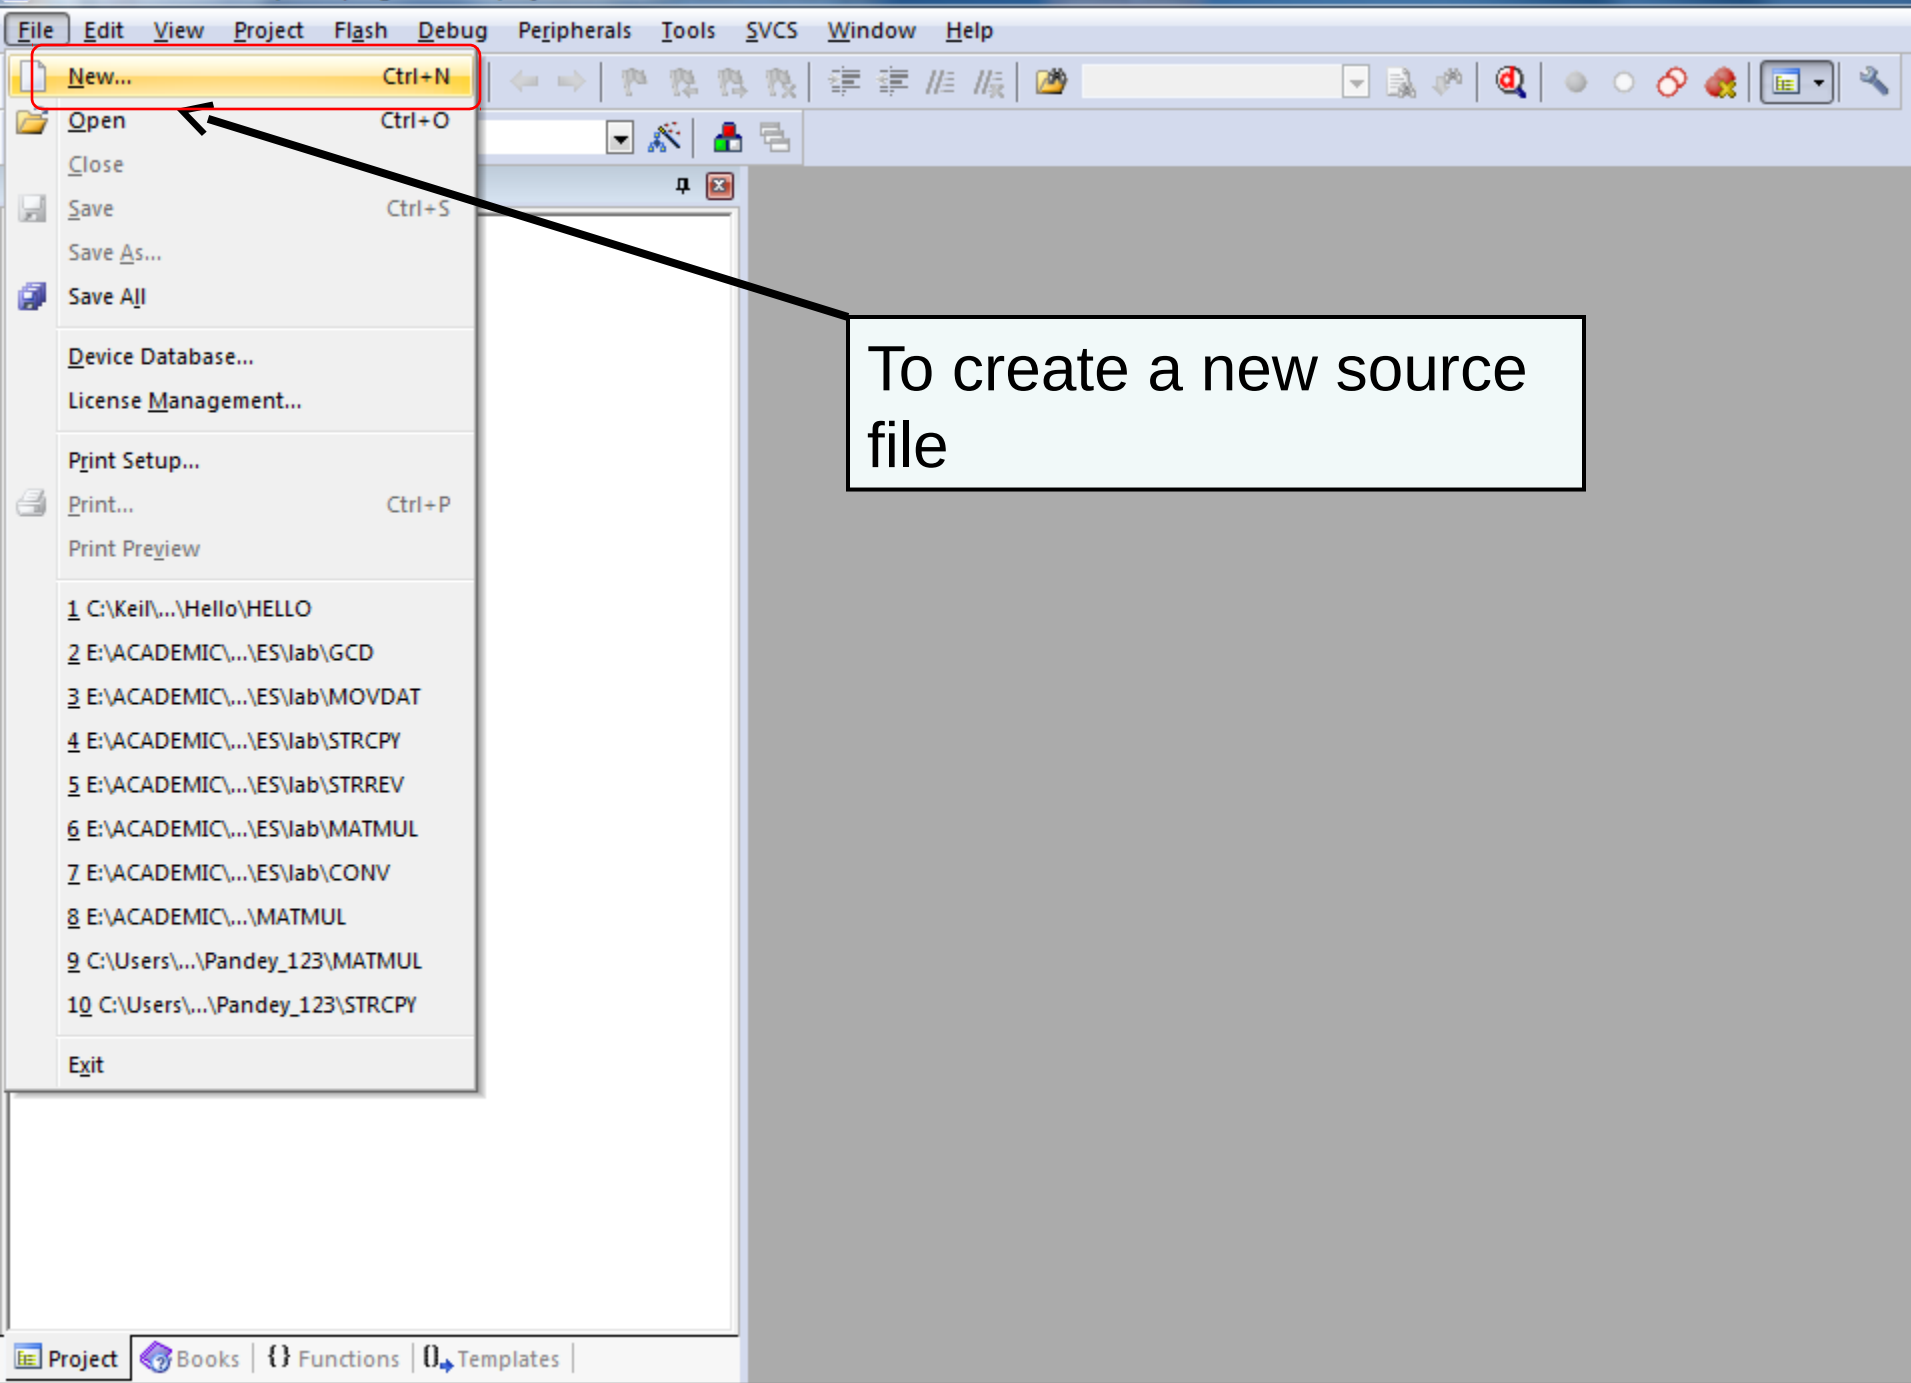 File Edit View Project Flash Debug Peripherals Tools SVCS Window Help
New... Ctrl+N
Open Ctrl+O
Close
Save Ctrl+S
Save As...
Save All
Device Database...
License Management...
Print Setup...
Print... Ctrl+P
Print Preview
1 C:\Keil\...\Hello\HELLO
2 E:\ACADEMIC\...\ES\lab\GCD
3 E:\ACADEMIC\...\ES\lab\MOVDAT
4 E:\ACADEMIC\...\ES\lab\STRCPY
5 E:\ACADEMIC\...\ES\lab\STRREV
6 E:\ACADEMIC\...\ES\lab\MATMUL
7 E:\ACADEMIC\...\ES\lab\CONV
8 E:\ACADEMIC\...\MATMUL
9 C:\Users\...\Pandey_123\MATMUL
10 C:\Users\...\Pandey_123\STRCPY
Exit
To create a new source
file
Project Books {} Functions Templates